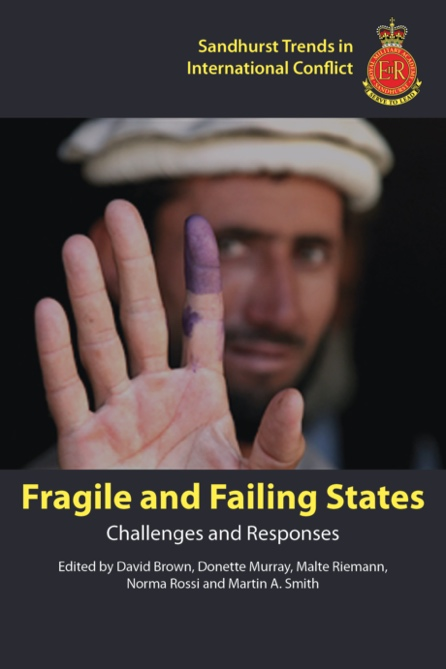 Sandhurst Trends in
International Conflict
ROYAL MILITARY ACADEMY
SANDHURST
EIIR
SERVE TO LEAD
Fragile and Failing States
Challenges and Responses
Edited by David Brown, Donette Murray, Malte Riemann,
Norma Rossi and Martin A. Smith